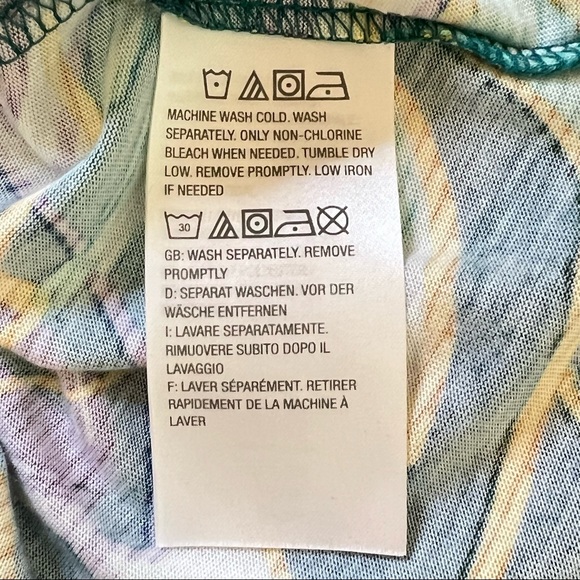 MACHINE WASH COLD. WASH
SEPARATELY. ONLY NON-CHLORINE
BLEACH WHEN NEEDED. TUMBLE DRY
LOW. REMOVE PROMPTLY. LOW IRON
IF NEEDED
30
GB: WASH SEPARATELY. REMOVE
PROMPTLY
D: SEPARAT WASCHEN. VOR DER
WÄSCHE ENTFERNEN
I: LAVARE SEPARATAMENTE.
RIMUOVERE SUBITO DOPO IL
LAVAGGIO
F: LAVER SÉPARÉMENT. RETIRER
RAPIDEMENT DE LA MACHINE À
LAVER